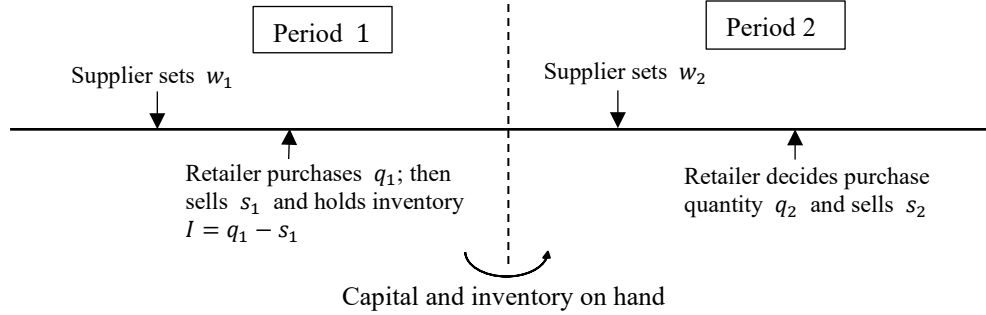 Period 1
Period 2
Supplier sets w₁
Supplier sets w₂
Retailer purchases q₁; then
sells s₁ and holds inventory
I = q₁ − s₁
Retailer decides purchase
quantity q₂ and sells s₂
Capital and inventory on hand